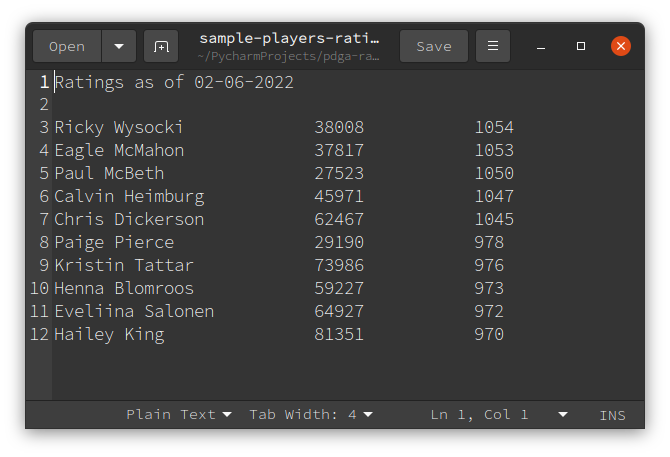 Open
sample-players-rati…
~/PycharmProjects/pdga-ra…
Save
1 Ratings as of 02-06-2022
2
3 Ricky Wysocki 38008 1054
4 Eagle McMahon 37817 1053
5 Paul McBeth 27523 1050
6 Calvin Heimburg 45971 1047
7 Chris Dickerson 62467 1045
8 Paige Pierce 29190 978
9 Kristin Tattar 73986 976
10 Henna Blomroos 59227 973
11 Eveliina Salonen 64927 972
12 Hailey King 81351 970
Plain Text Tab Width: 4 Ln 1, Col 1 INS